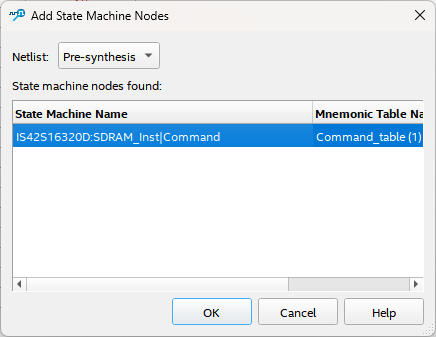 Add State Machine Nodes
Netlist: Pre-synthesis
State machine nodes found:
State Machine Name Mnemonic Table Na
IS42S16320D:SDRAM_Inst|Command Command_table (1)
OK Cancel Help